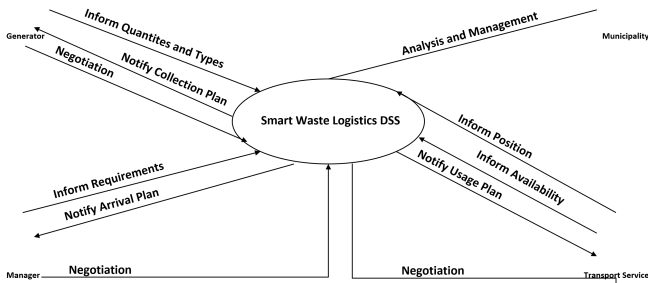 Inform Quantites and Types
Analysis and Management
Generator
Municipality
Notify Collection Plan
Negotiation
Smart Waste Logistics DSS
Inform Position
Inform Availability
Notify Usage Plan
Inform Requirements
Notify Arrival Plan
Manager
Negotiation
Negotiation
Transport Service